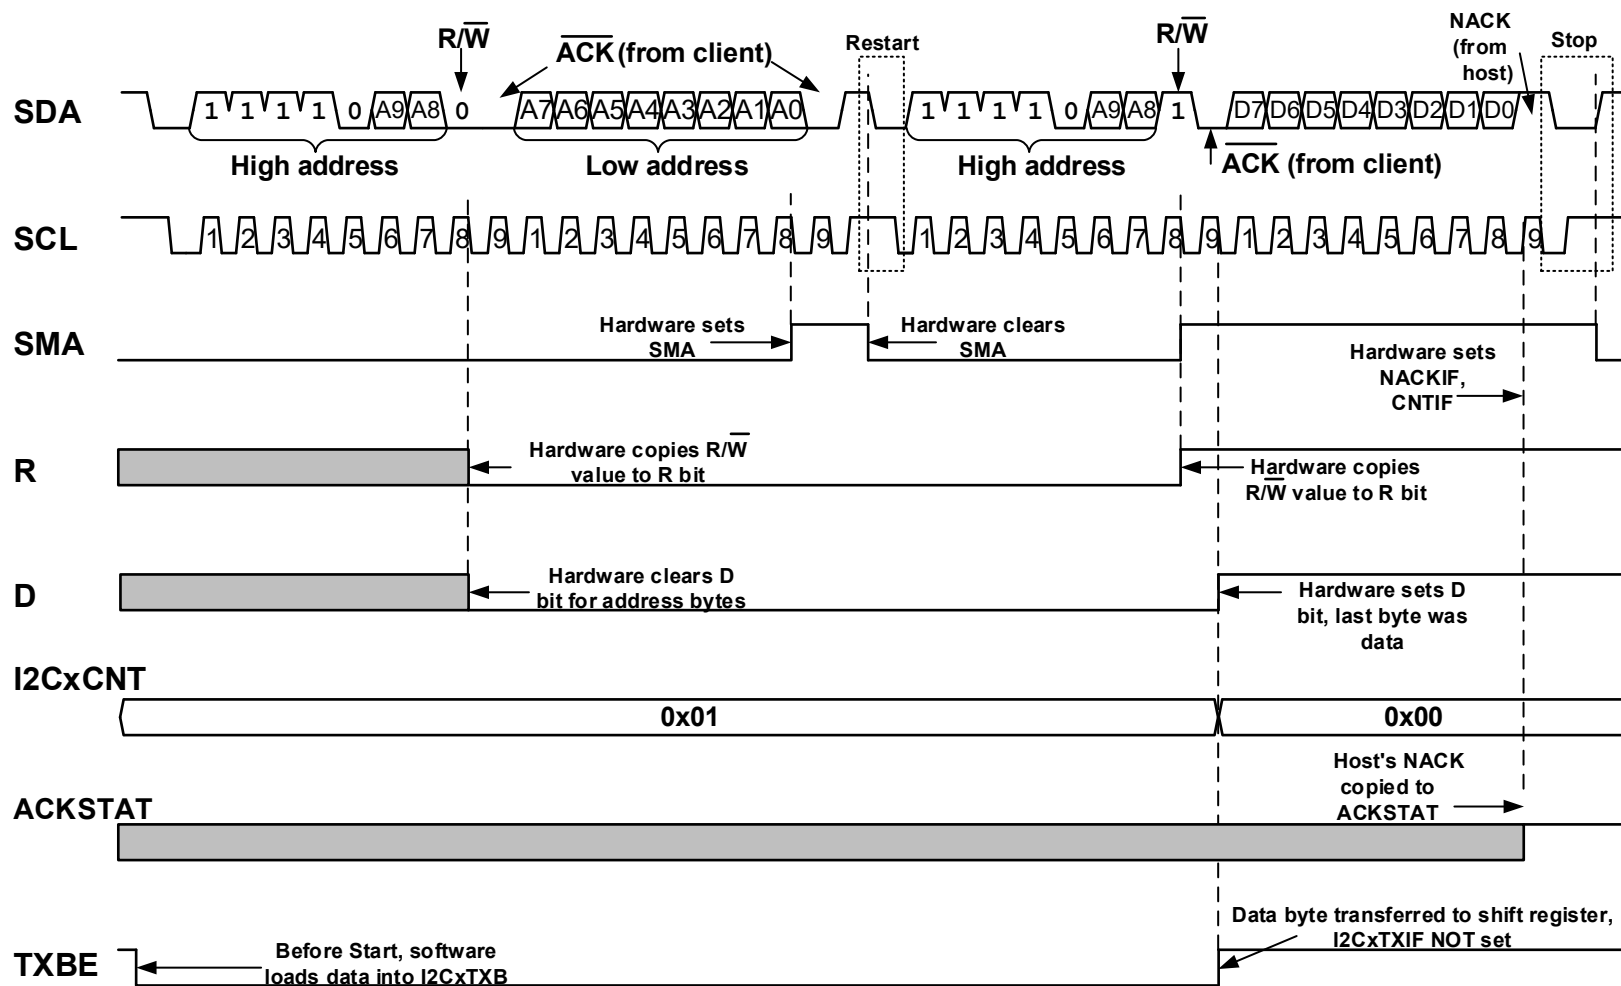 R/W ACK (from client) Restart R/W NACK (from host) Stop
SDA 1 1 1 1 0 A9 A8 0 A7 A6 A5 A4 A3 A2 A1 A0 1 1 1 1 0 A9 A8 1 D7 D6 D5 D4 D3 D2 D1 D0
High address Low address High address ACK (from client)
SCL 1 2 3 4 5 6 7 8 9 1 2 3 4 5 6 7 8 9 1 2 3 4 5 6 7 8 9 1 2 3 4 5 6 7 8 9
SMA
Hardware sets
SMA
Hardware clears
SMA
Hardware sets
NACKIF,
CNTIF
R
Hardware copies R/W
value to R bit
Hardware copies
R/W value to R bit
D
Hardware clears D
bit for address bytes
Hardware sets D
bit, last byte was
data
I2CxCNT
0x01 0x00
ACKSTAT
Host's NACK
copied to
ACKSTAT
TXBE
Before Start, software
loads data into I2CxTXB
Data byte transferred to shift register,
I2CxTXIF NOT set